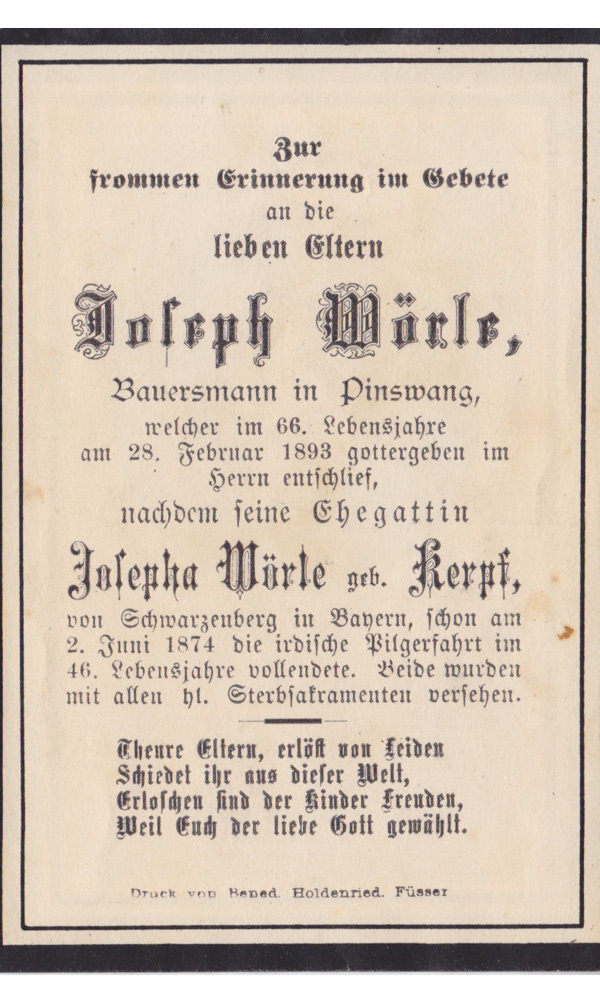 Zur
frommen Erinnerung im Gebete
an die
lieben Eltern
Joseph Wörle,
Bauersmann in Pinswang,
welcher im 66. Lebensjahre
am 28. Februar 1893 gottergeben im
Herrn entschlief,
nachdem seine Ehegattin
Josepha Wörle geb. Kerpf,
von Schwarzenberg in Bayern, schon am
2. Juni 1874 die irdische Pilgerfahrt im
46. Lebensjahre vollendete. Beide wurden
mit allen hl. Sterbsakramenten versehen.
Theure Eltern, erlöst von Leiden
Schiedet ihr aus dieser Welt,
Erloschen sind der Kinder Freuden,
Weil Euch der liebe Gott gewählt.
Druck von Bened. Holdenried. Füssen